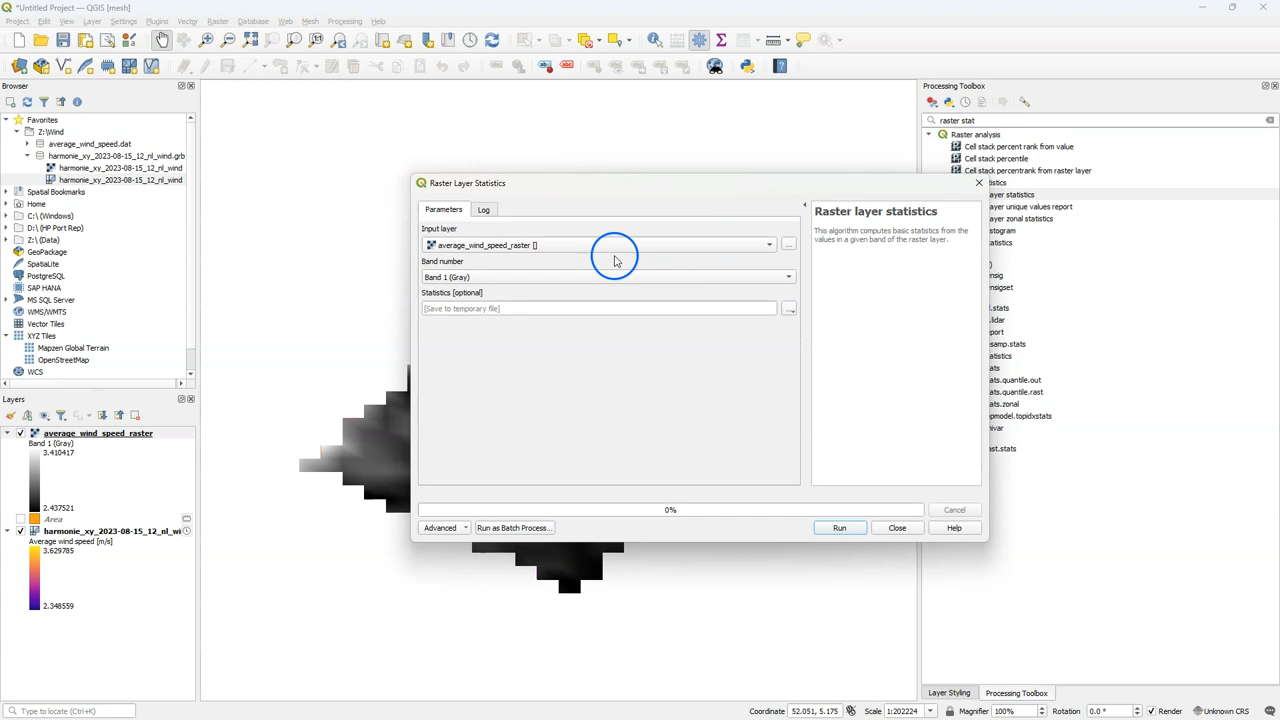 *Untitled Project — QGIS [mesh]
Project Edit View Layer Settings Plugins Vector Raster Database Web Mesh Processing Help
Browser
Favorites
Z:\Wind
average_wind_speed.dat
harmonie_xy_2023-08-15_12_nl_wind.grb
harmonie_xy_2023-08-15_12_nl_wind
harmonie_xy_2023-08-15_12_nl_wind
Spatial Bookmarks
Home
C:\ (Windows)
D:\ (HP Port Rep)
Z:\ (Data)
GeoPackage
SpatiaLite
PostgreSQL
SAP HANA
MS SQL Server
WMS/WMTS
Vector Tiles
XYZ Tiles
Mapzen Global Terrain
OpenStreetMap
WCS
Layers
average_wind_speed_raster
Band 1 (Gray)
3.410417
2.437521
Area
harmonie_xy_2023-08-15_12_nl_wi
Average wind speed [m/s]
3.629785
2.348559
Raster Layer Statistics
Parameters Log
Input layer
average_wind_speed_raster []
...
Band number
Band 1 (Gray)
Statistics [optional]
[Save to temporary file]
...
Raster layer statistics
This algorithm computes basic statistics from the
values in a given band of the raster layer.
0%
Cancel
Advanced
Run as Batch Process...
Run
Close
Help
Processing Toolbox
raster stat
Raster analysis
Cell stack percent rank from value
Cell stack percentile
Cell stack percentrank from raster layer
tistics
ayer statistics
ayer unique values report
ayer zonal statistics
stogram
tatistics
)
ensig
ensigset
l.stats
.lidar
port
samp.stats
atistics
ats
ats.quantile.out
ats.quantile.rast
ats.zonal
opmodel.topidxstats
nivar
ast.stats
Layer Styling
Processing Toolbox
Type to locate (Ctrl+K)
Coordinate 52.051, 5.175 Scale 1:202224 Magnifier 100% Rotation 0.0 ° Render Unknown CRS